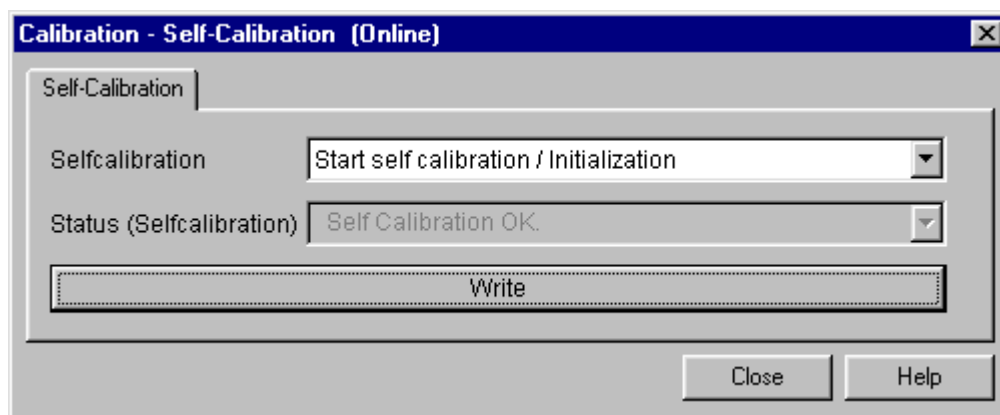 Calibration - Self-Calibration (Online)
Self-Calibration
Selfcalibration Start self calibration / Initialization
Status (Selfcalibration) Self Calibration OK.
Write
Close Help